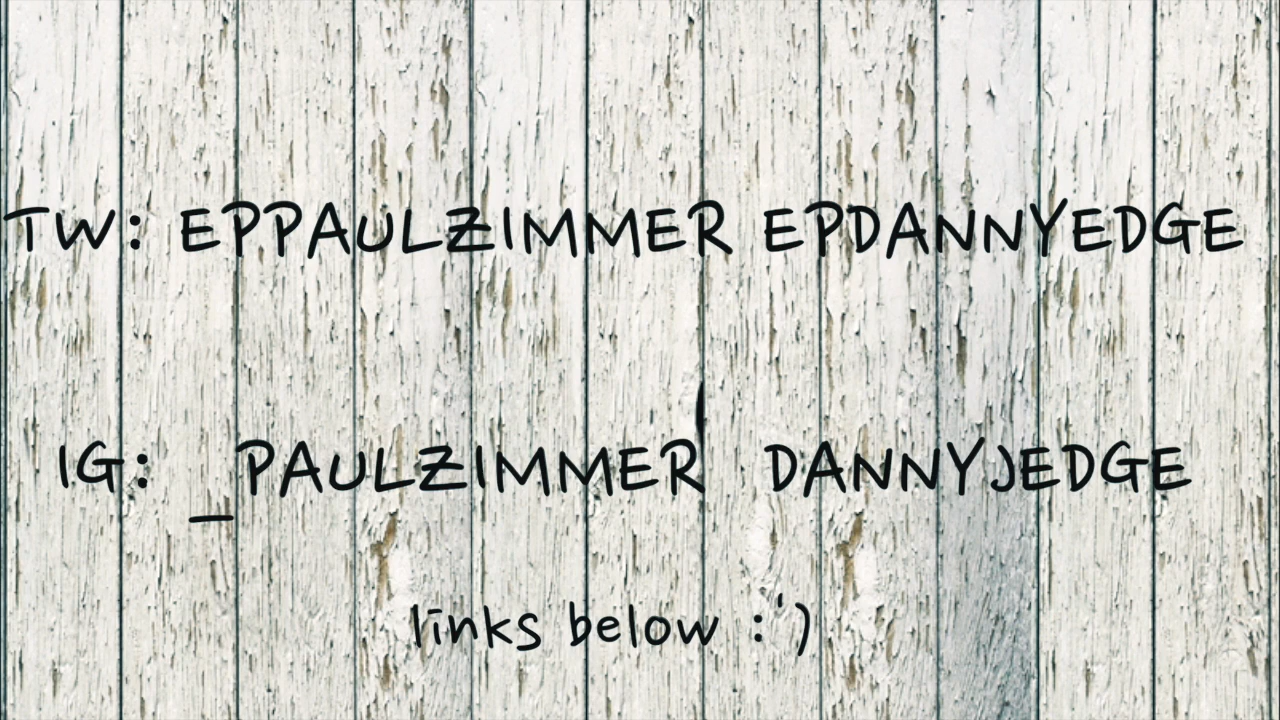 TW: EPPAULZIMMER EPDANNYEDGE
IG: _PAULZIMMER DANNYJEDGE
links below :')